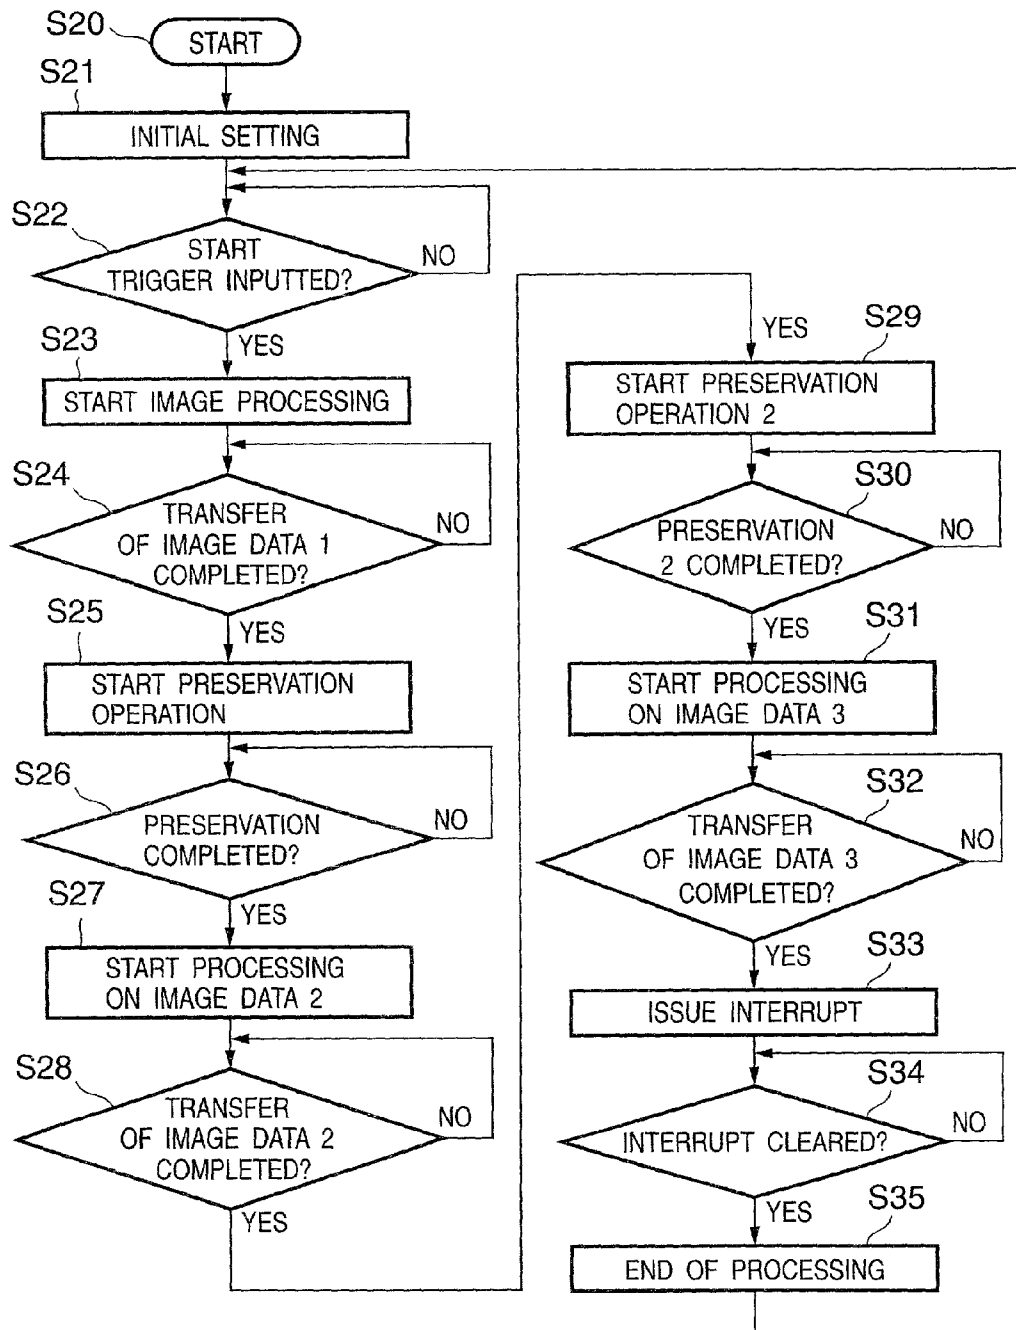 S20
START
S21
INITIAL SETTING
S22
START
TRIGGER INPUTTED?
NO
YES
S23
START IMAGE PROCESSING
S24
TRANSFER
OF IMAGE DATA 1
COMPLETED?
NO
YES
S25
START PRESERVATION
OPERATION
S26
PRESERVATION
COMPLETED?
NO
YES
S27
START PROCESSING
ON IMAGE DATA 2
S28
TRANSFER
OF IMAGE DATA 2
COMPLETED?
NO
YES
YES
S29
START PRESERVATION
OPERATION 2
S30
PRESERVATION
2 COMPLETED?
NO
YES
S31
START PROCESSING
ON IMAGE DATA 3
S32
TRANSFER
OF IMAGE DATA 3
COMPLETED?
NO
YES
S33
ISSUE INTERRUPT
S34
INTERRUPT CLEARED?
NO
YES
S35
END OF PROCESSING